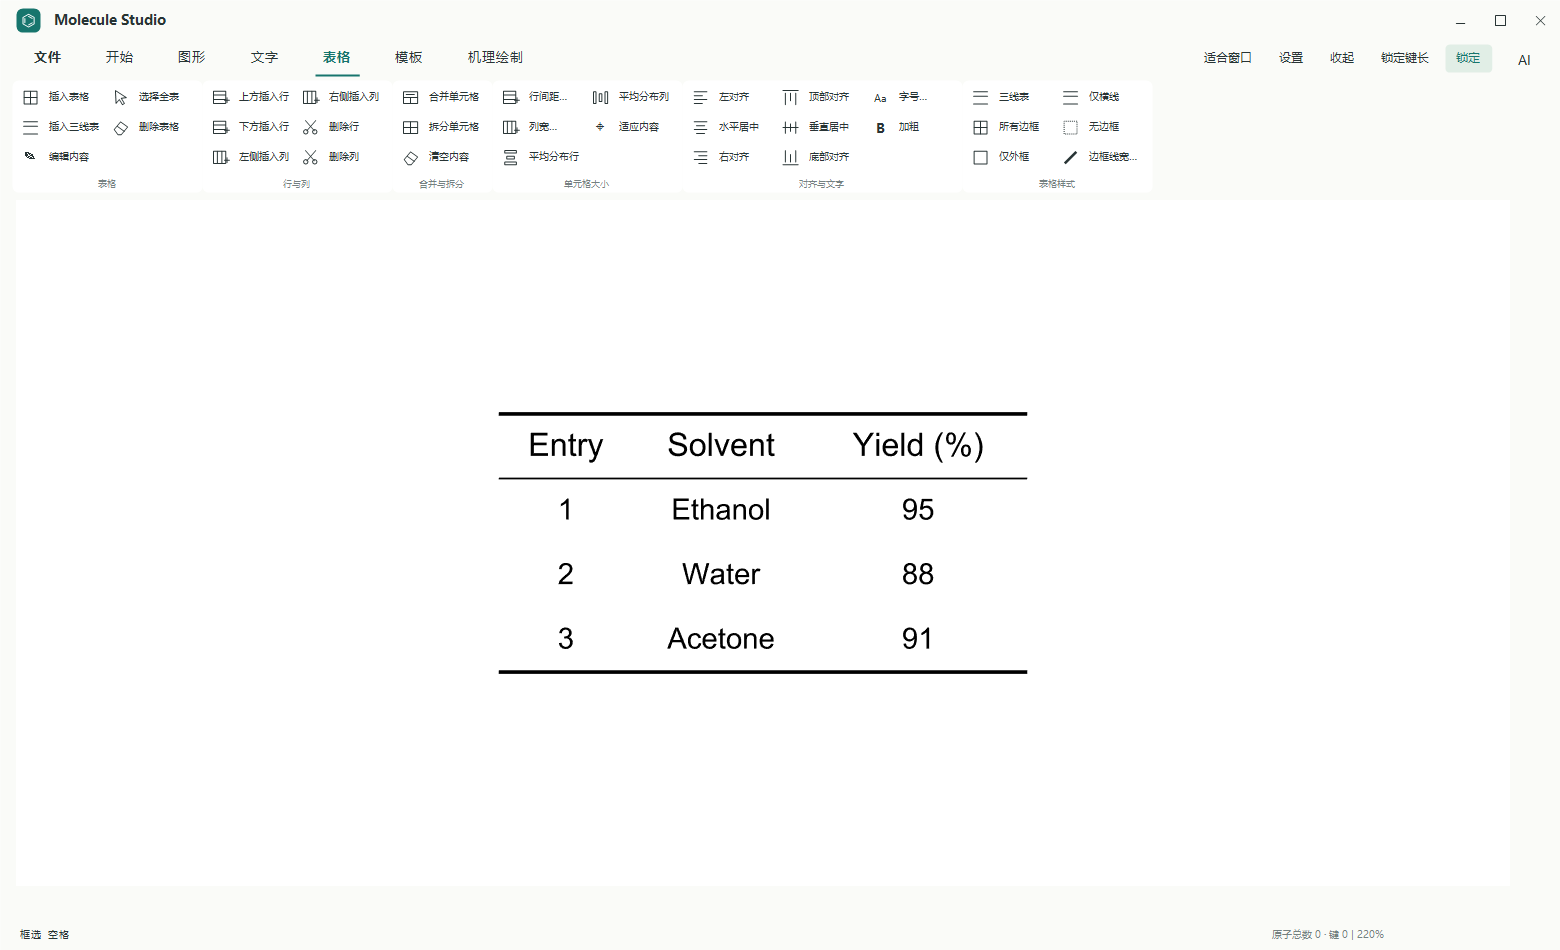 Molecule Studio
文件 开始 图形 文字 表格 模板 机理绘制 适合窗口 设置 收起 锁定键长 锁定 AI
插入表格 选择全表 上方插入行 右侧插入列 合并单元格 行间距... 平均分布列 左对齐 顶部对齐 Aa 字号... 三线表 仅横线
插入三线表 删除表格 下方插入行 删除行 拆分单元格 列宽... 适应内容 水平居中 垂直居中 B 加粗 所有边框 无边框
编辑内容 左侧插入列 删除列 清空内容 平均分布行 右对齐 底部对齐 仅外框 边框线宽...
表格 行与列 合并与拆分 单元格大小 对齐与文字 表格样式
Entry Solvent Yield (%)
1 Ethanol 95
2 Water 88
3 Acetone 91
框选 空格 原子总数 0 · 键 0 | 220%